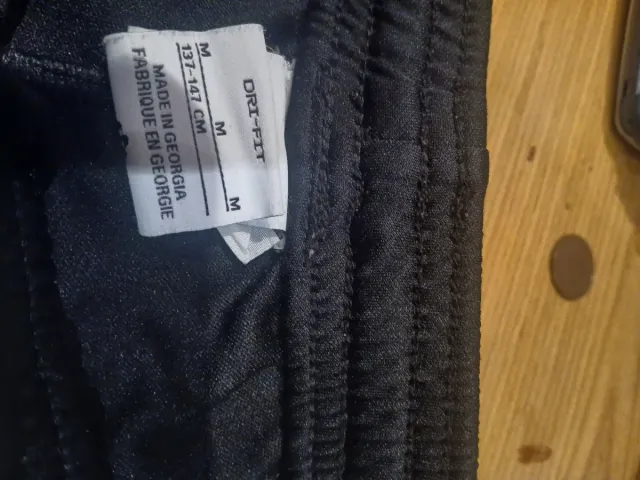 DRI-FIT
M
M
M
137-147 CM
MADE IN GEORGIA
FABRIQUE EN GEORGIE